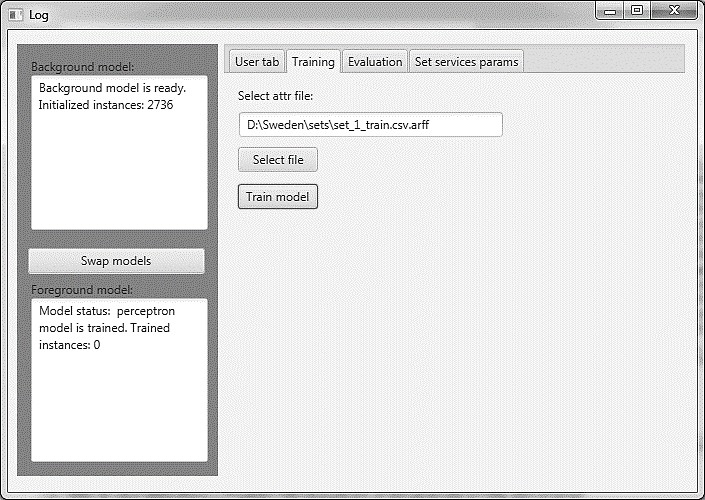 Log
Background model:
Background model is ready.
Initialized instances: 2736
Swap models
Foreground model:
Model status:  perceptron
model is trained. Trained
instances: 0
User tab
Training
Evaluation
Set services params
Select attr file:
D:\Sweden\sets\set_1_train.csv.arff
Select file
Train model